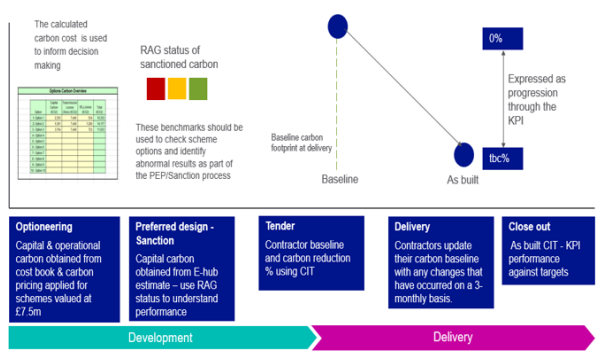 The calculated
carbon cost is used
to inform decision
making
Options Carbon Overview
RAG status of
sanctioned carbon
These benchmarks should be
used to check scheme
options and identify
abnormal results as part of
the PEP/Sanction process
Baseline carbon
footprint at delivery
Baseline
As built
0%
Expressed as
progression
through the
KPI
tbc%
Optioneering
Capital & operational
carbon obtained from
cost book & carbon
pricing applied for
schemes valued at
£7.5m
Preferred design -
Sanction
Capital carbon
obtained from E-hub
estimate – use RAG
status to understand
performance
Tender
Contractor baseline
and carbon reduction
% using CIT
Delivery
Contractors update
their carbon baseline
with any changes that
have occurred on a 3-
monthly basis.
Close out
As built CIT - KPI
performance
against targets
Development
Delivery